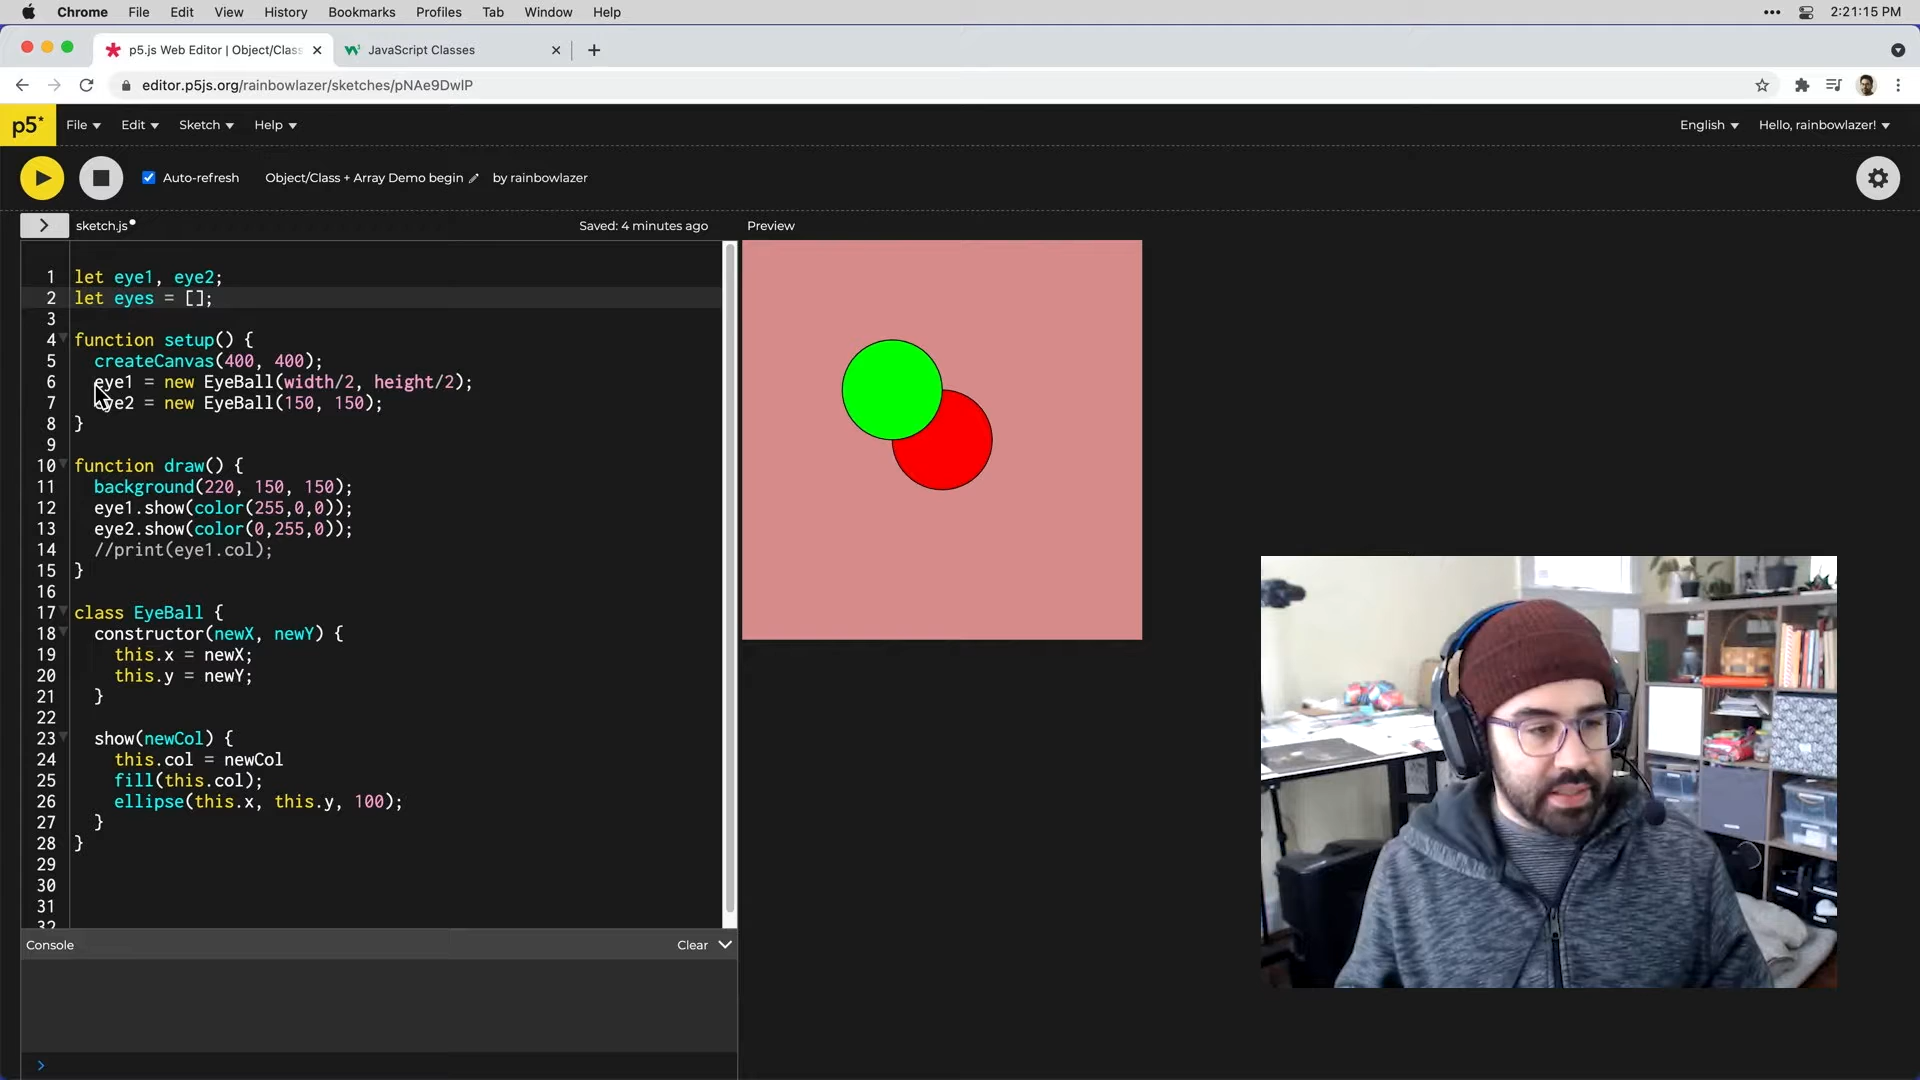 Chrome File Edit View History Bookmarks Profiles Tab Window Help 2:21:15 PM
p5.js Web Editor | Object/Class
JavaScript Classes
editor.p5js.org/rainbowlazer/sketches/pNAe9DwlP
p5* File Edit Sketch Help English Hello, rainbowlazer!
Auto-refresh Object/Class + Array Demo begin by rainbowlazer
sketch.js Saved: 4 minutes ago Preview
1 let eye1, eye2;
2 let eyes = [];
3
4 function setup() {
5 createCanvas(400, 400);
6 eye1 = new EyeBall(width/2, height/2);
7 eye2 = new EyeBall(150, 150);
8 }
9
10 function draw() {
11 background(220, 150, 150);
12 eye1.show(color(255,0,0));
13 eye2.show(color(0,255,0));
14 //print(eye1.col);
15 }
16
17 class EyeBall {
18 constructor(newX, newY) {
19 this.x = newX;
20 this.y = newY;
21 }
22
23 show(newCol) {
24 this.col = newCol
25 fill(this.col);
26 ellipse(this.x, this.y, 100);
27 }
28 }
29
30
31
32
Console Clear
>